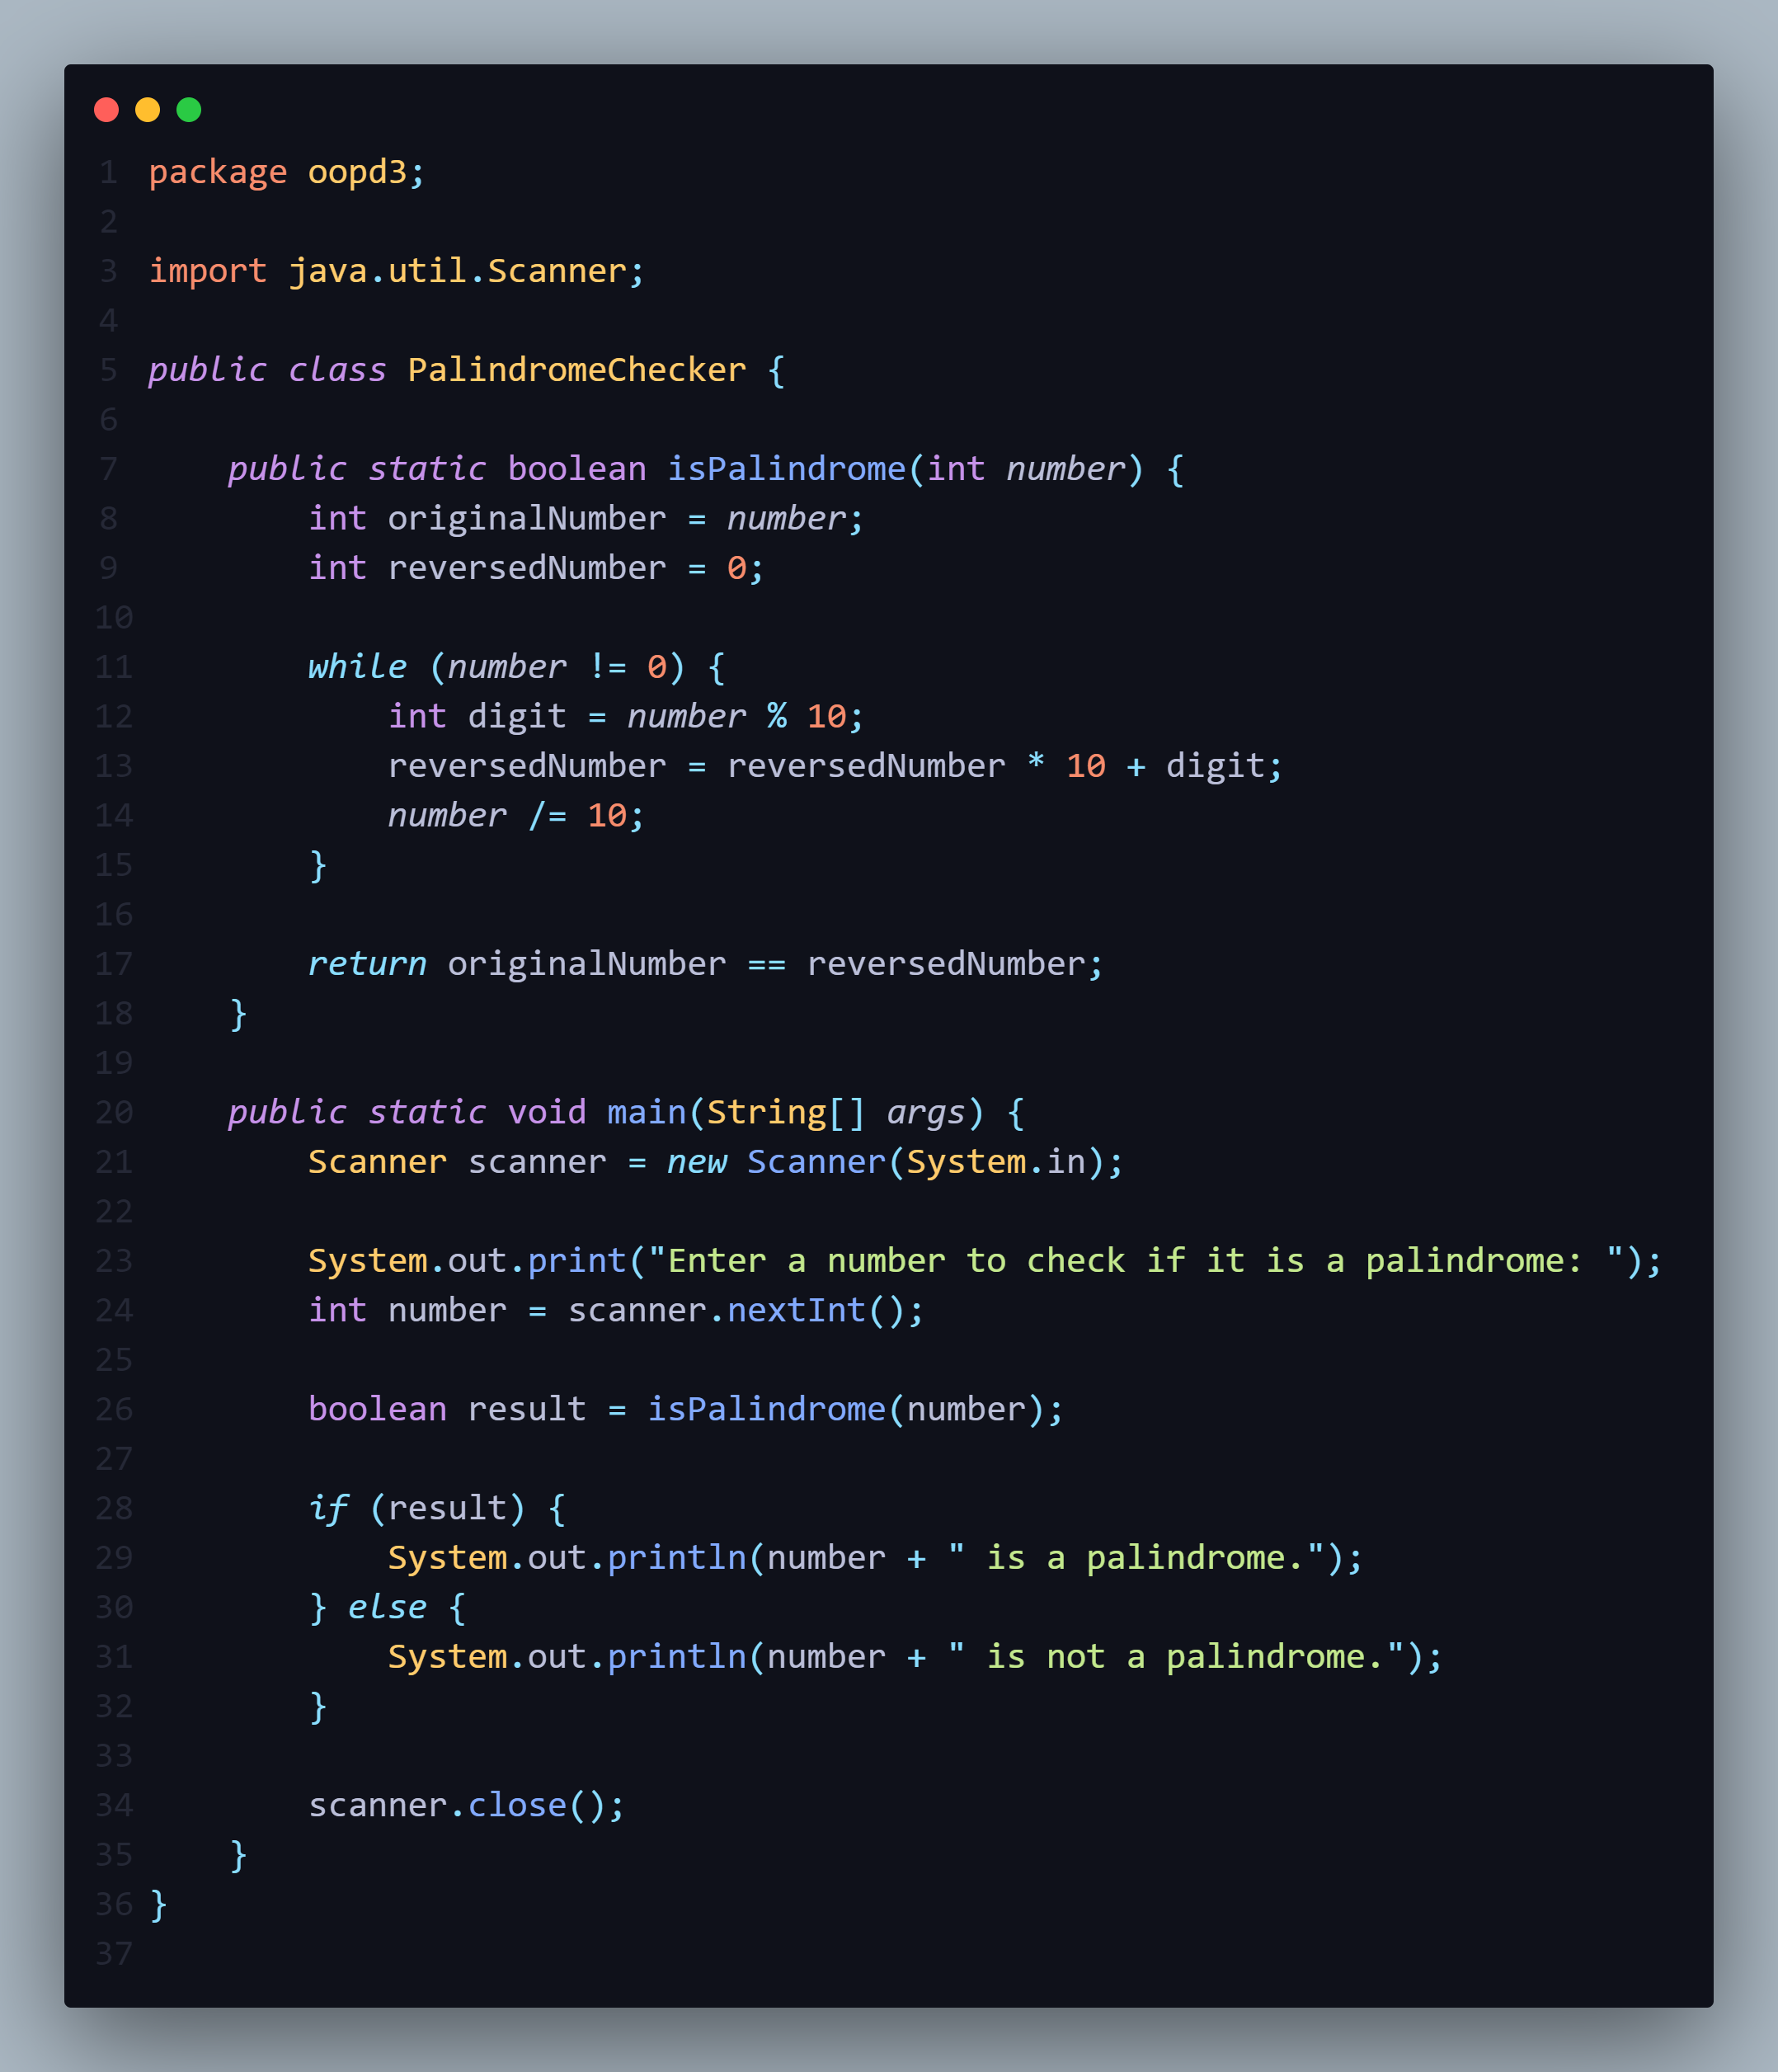 1 package oopd3;
2
3 import java.util.Scanner;
4
5 public class PalindromeChecker {
6
7     public static boolean isPalindrome(int number) {
8         int originalNumber = number;
9         int reversedNumber = 0;
10
11         while (number != 0) {
12             int digit = number % 10;
13             reversedNumber = reversedNumber * 10 + digit;
14             number /= 10;
15         }
16
17         return originalNumber == reversedNumber;
18     }
19
20     public static void main(String[] args) {
21         Scanner scanner = new Scanner(System.in);
22
23         System.out.print("Enter a number to check if it is a palindrome: ");
24         int number = scanner.nextInt();
25
26         boolean result = isPalindrome(number);
27
28         if (result) {
29             System.out.println(number + " is a palindrome.");
30         } else {
31             System.out.println(number + " is not a palindrome.");
32         }
33
34         scanner.close();
35     }
36 }
37